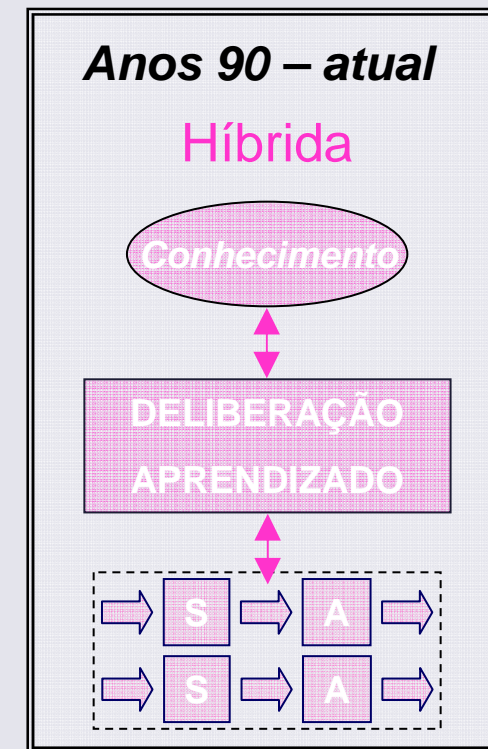 Anos 90 – atual
Híbrida
Conhecimento
DELIBERAÇÃO
APRENDIZADO
S A
S A